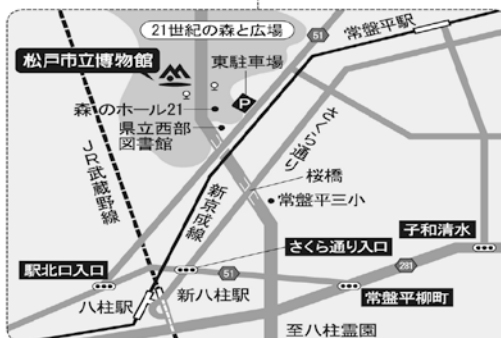 21世紀の森と広場
51
常盤平駅
松戸市立博物館
東駐車場
P
森のホール21
さくら通り
県立西部
図書館
JR武蔵野線
桜橋
新京成線
常盤平三小
子和清水
さくら通り入口
駅北口入口
51
281
八柱駅
新八柱駅
常盤平柳町
至八柱霊園